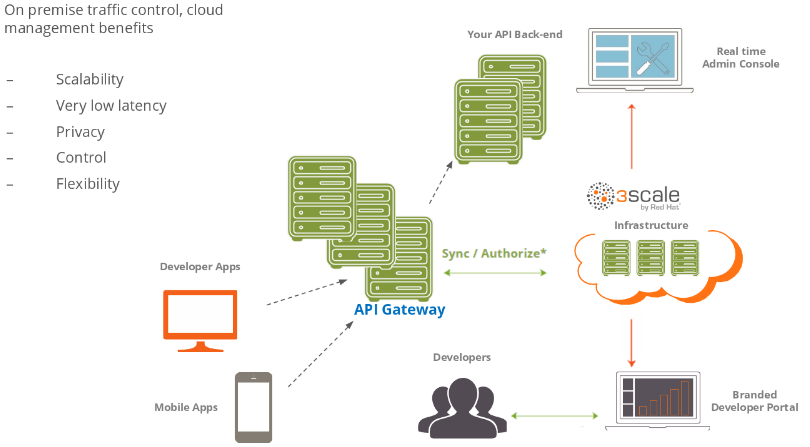 On premise traffic control, cloud
management benefits
– Scalability
– Very low latency
– Privacy
– Control
– Flexibility
Your API Back-end
Real time
Admin Console
3scale
by Red Hat
Infrastructure
Sync / Authorize*
Developer Apps
API Gateway
Mobile Apps
Developers
Branded
Developer Portal